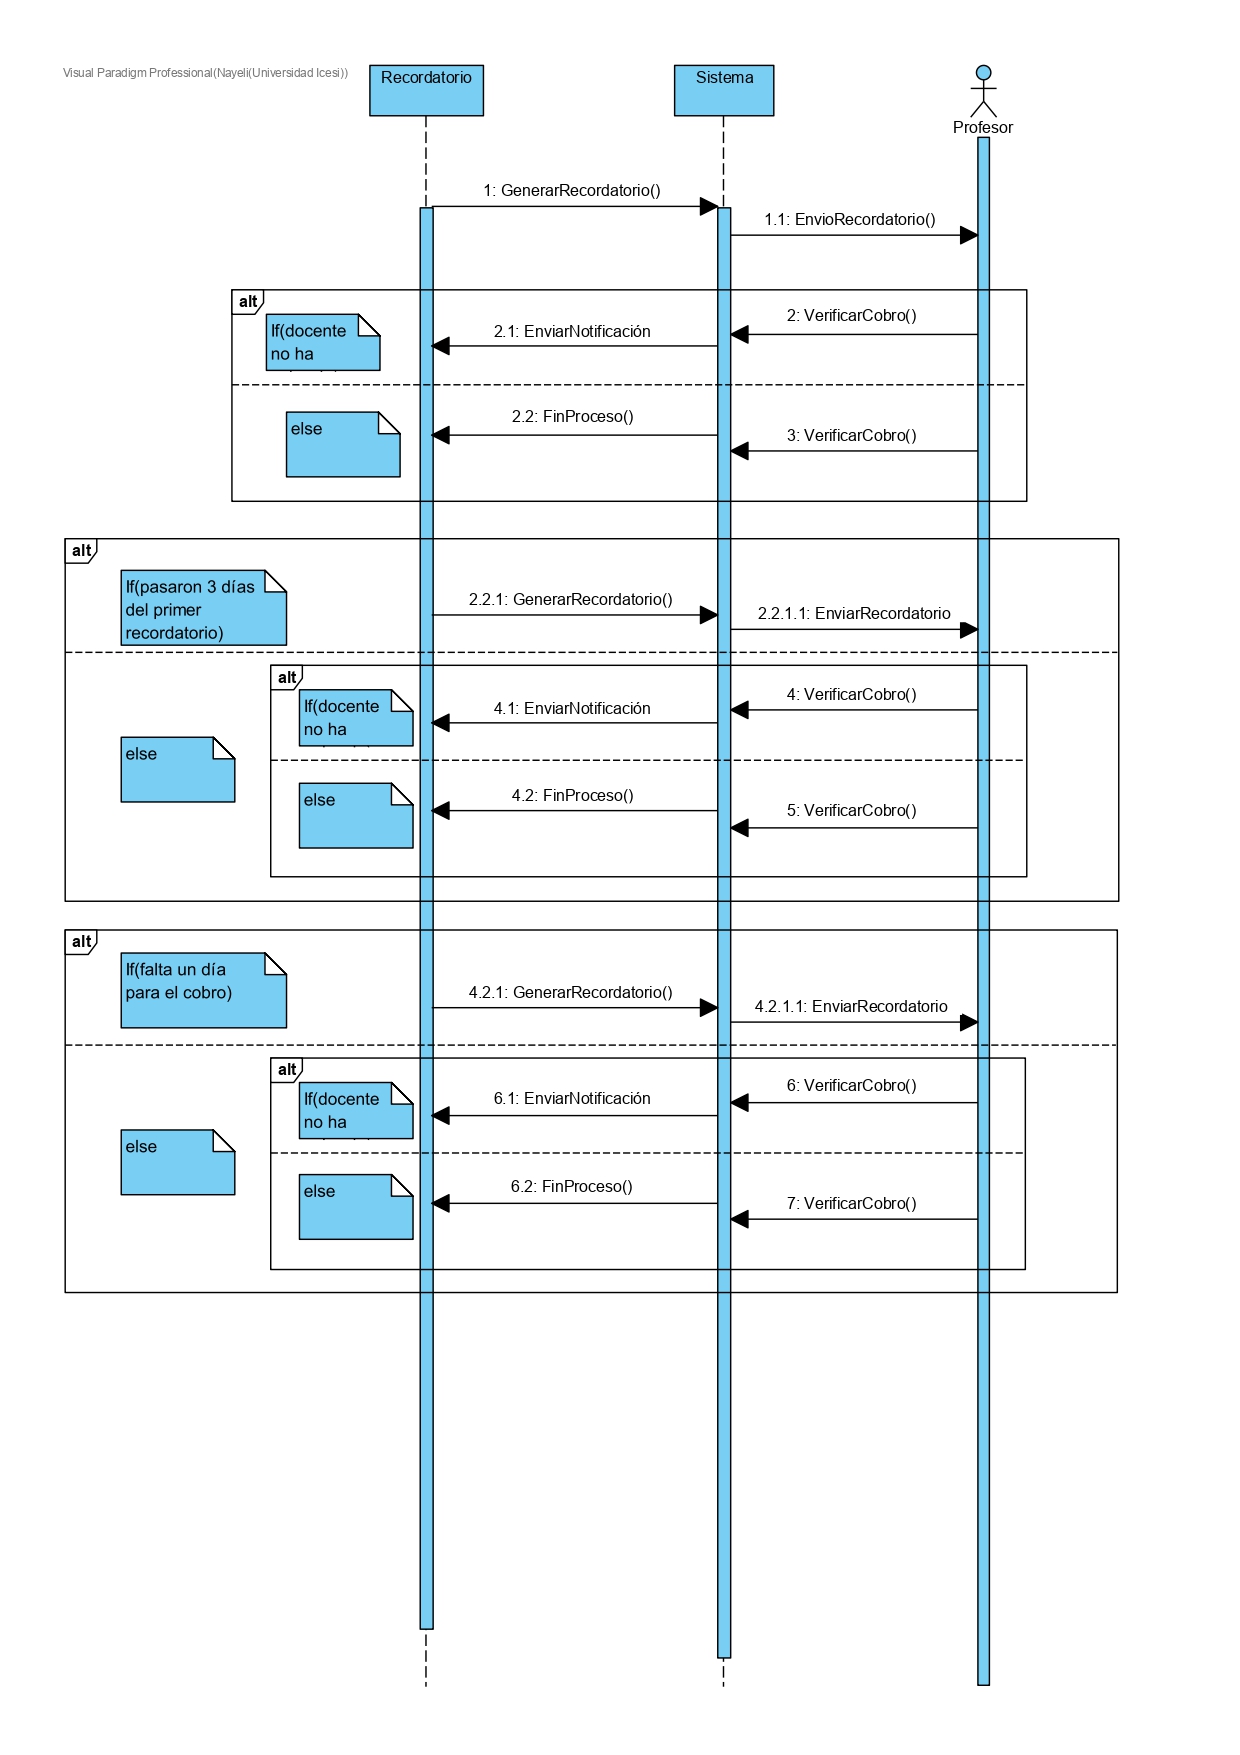 Visual Paradigm Professional(Nayeli(Universidad Icesi))
Recordatorio
Sistema
Profesor
1: GenerarRecordatorio()
1.1: EnvioRecordatorio()
alt
If(docente
no ha
2: VerificarCobro()
2.1: EnviarNotificación
else
2.2: FinProceso()
3: VerificarCobro()
alt
If(pasaron 3 días
del primer
recordatorio)
2.2.1: GenerarRecordatorio()
2.2.1.1: EnviarRecordatorio
else
alt
If(docente
no ha
4: VerificarCobro()
4.1: EnviarNotificación
else
4.2: FinProceso()
5: VerificarCobro()
alt
If(falta un día
para el cobro)
4.2.1: GenerarRecordatorio()
4.2.1.1: EnviarRecordatorio
else
alt
If(docente
no ha
6: VerificarCobro()
6.1: EnviarNotificación
else
6.2: FinProceso()
7: VerificarCobro()